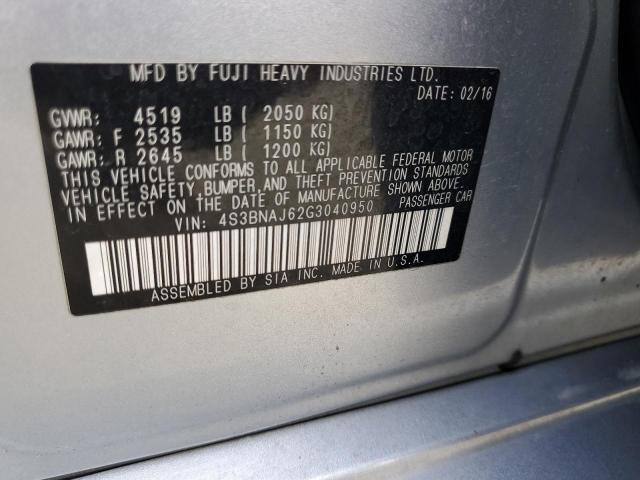 MFD BY FUJI HEAVY INDUSTRIES LTD.
DATE: 02/16
GVWR: 4519 LB ( 2050 KG)
GAWR: F 2535 LB ( 1150 KG)
GAWR: R 2645 LB ( 1200 KG)
THIS VEHICLE CONFORMS TO ALL APPLICABLE FEDERAL MOTOR
VEHICLE SAFETY, BUMPER, AND THEFT PREVENTION STANDARDS
IN EFFECT ON THE DATE OF MANUFACTURE SHOWN ABOVE.
VIN: 4S3BNAJ62G3040950 PASSENGER CAR
ASSEMBLED BY SIA INC. MADE IN U.S.A.